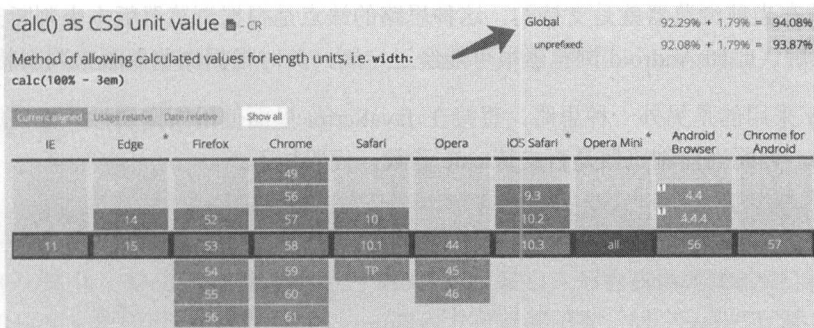 calc() as CSS unit value - CR
Global 92.29% + 1.79% = 94.08%
unprefixed: 92.08% + 1.79% = 93.87%
Method of allowing calculated values for length units, i.e. width:
calc(100% - 3em)
Current aligned Usage relative Date relative Show all
IE Edge * Firefox Chrome Safari Opera iOS Safari * Opera Mini * Android Browser * Chrome for Android
49
56 9.3 1 4.4
14 52 57 10 10.2 1 4.4.4
11 15 53 58 10.1 44 10.3 all 56 57
54 59 TP 45
55 60 46
56 61